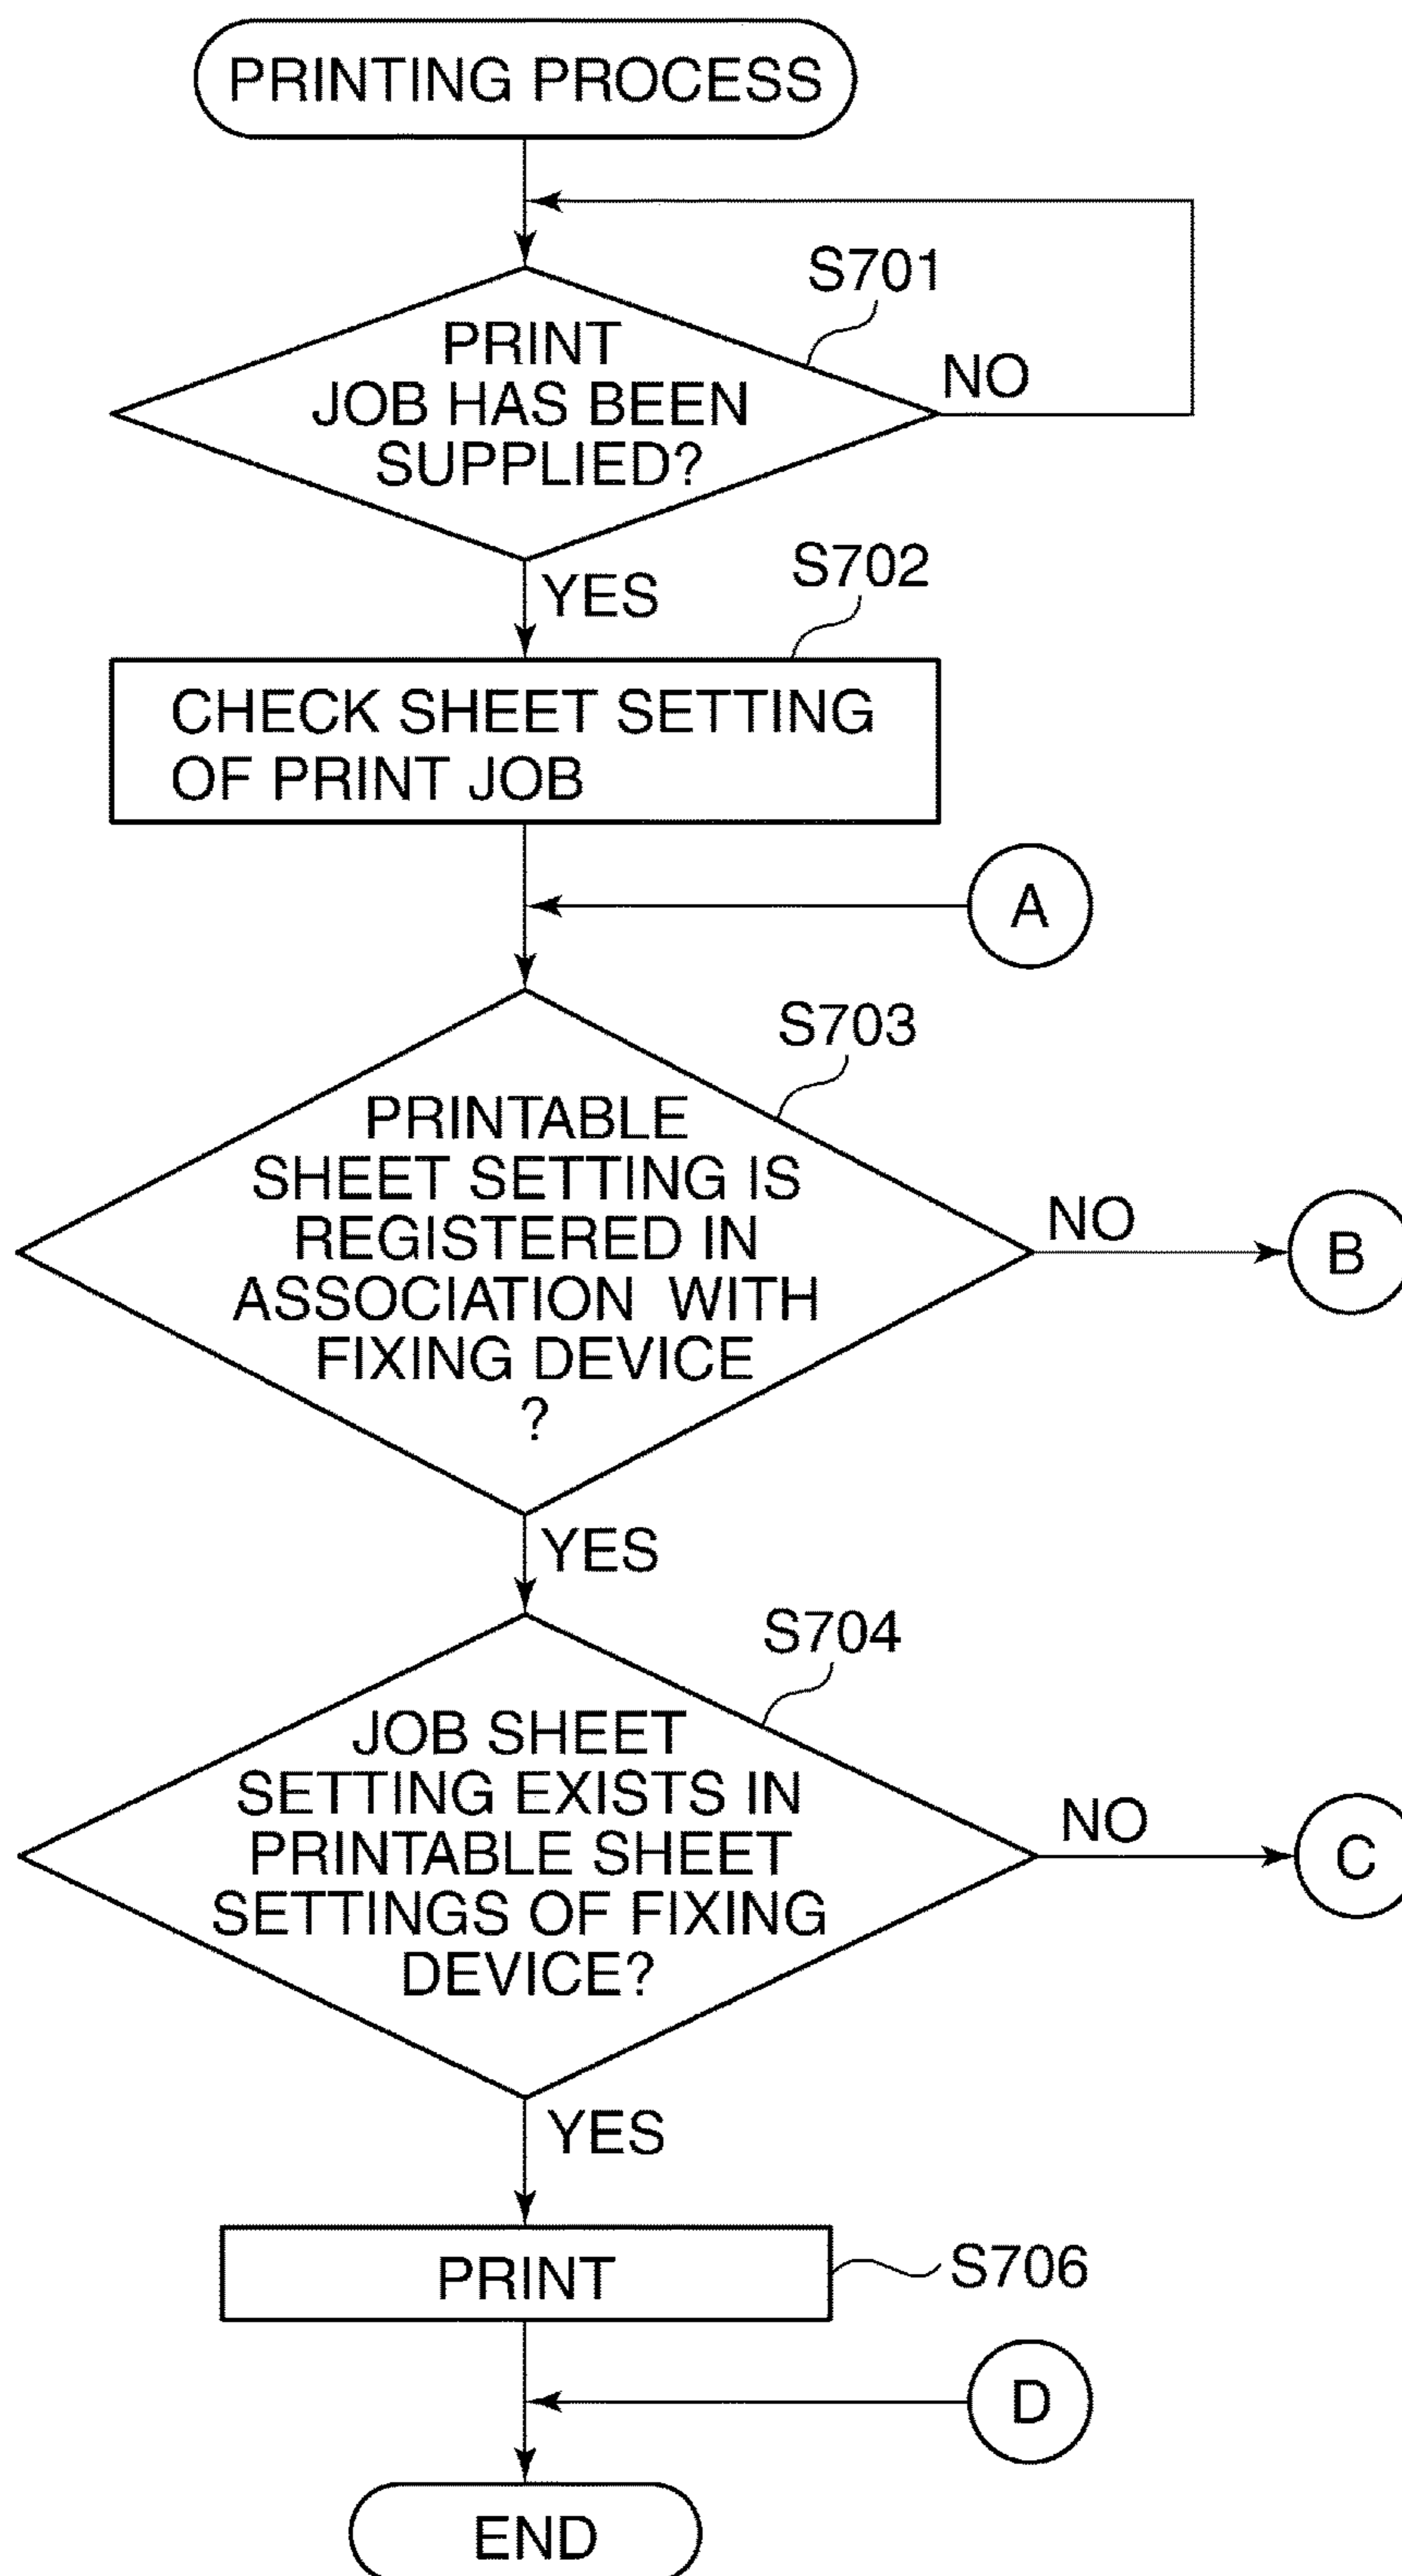 PRINTING PROCESS
S701
PRINT
JOB HAS BEEN
SUPPLIED?
NO
YES
S702
CHECK SHEET SETTING
OF PRINT JOB
A
S703
PRINTABLE
SHEET SETTING IS
REGISTERED IN
ASSOCIATION WITH
FIXING DEVICE
?
NO
B
YES
S704
JOB SHEET
SETTING EXISTS IN
PRINTABLE SHEET
SETTINGS OF FIXING
DEVICE?
NO
C
YES
PRINT
S706
D
END